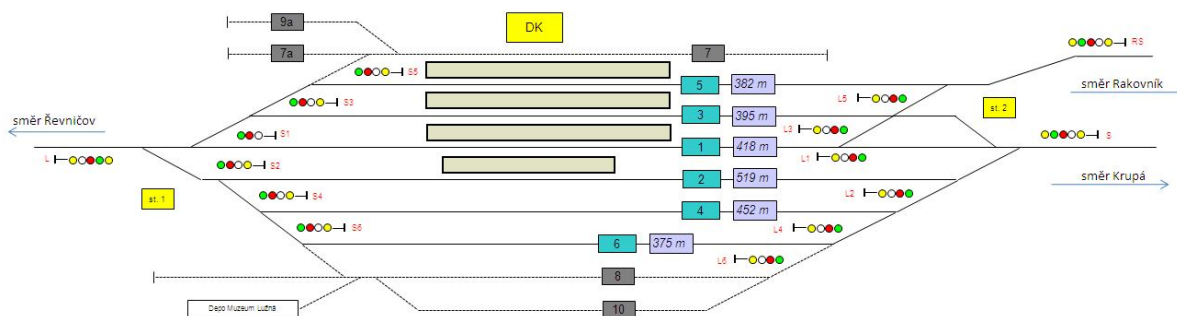 9a
DK
7a
7
RS
S5
5
382 m
směr Rakovník
S3
L5
st. 2
směr Řevničov
3
395 m
S1
L3
S
L
1
418 m
L1
S2
2
519 m
směr Krupá
st. 1
S4
L2
4
452 m
S6
L4
6
375 m
L6
8
Depo Muzeum Lužná
10